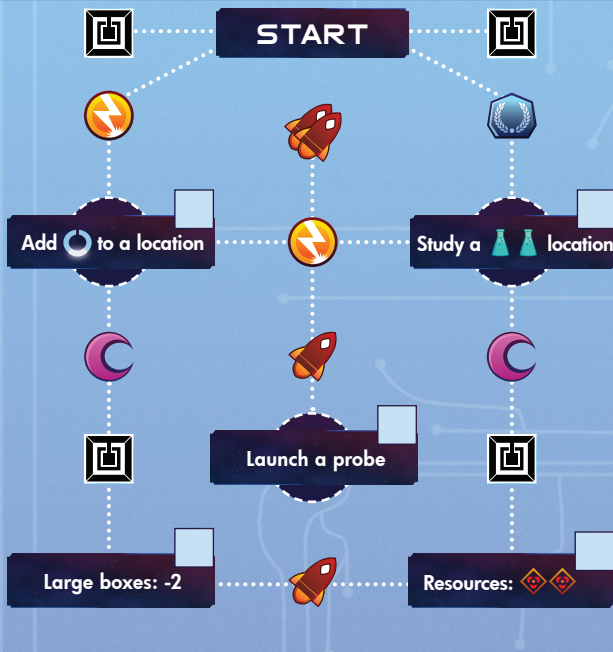 START
Add to a location
Study a location
Launch a probe
Large boxes: -2
Resources: